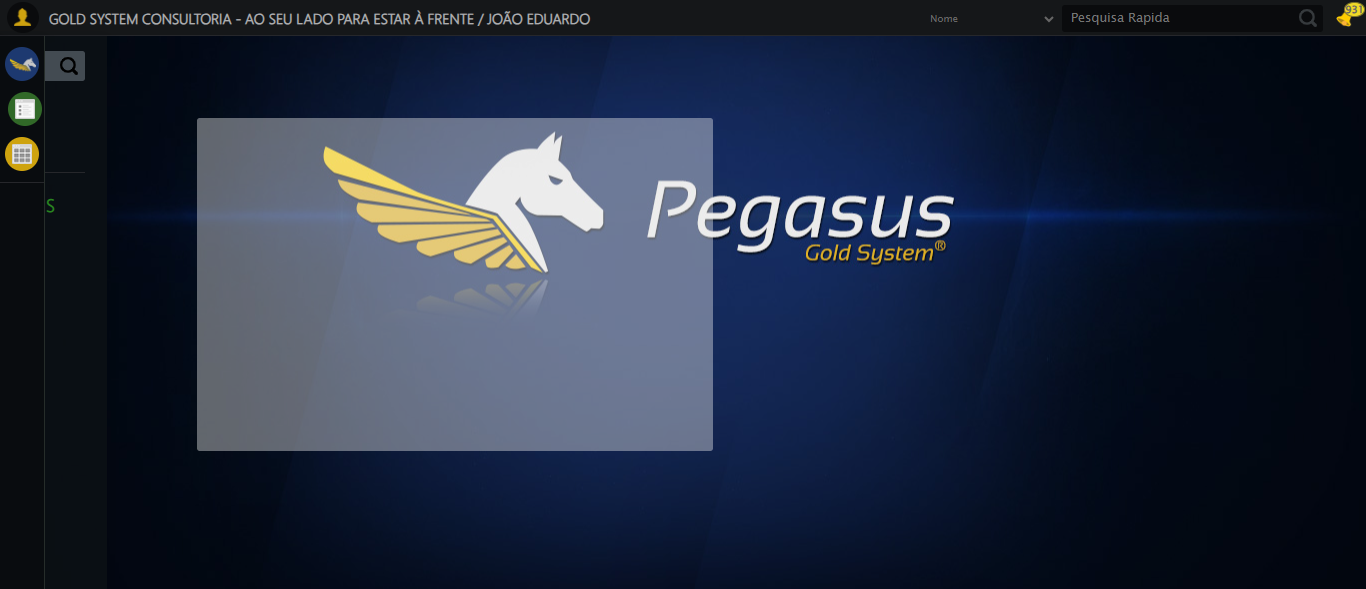 GOLD SYSTEM CONSULTORIA - AO SEU LADO PARA ESTAR À FRENTE / JOÃO EDUARDO
Nome
Pesquisa Rapida
931
S
Pegasus
Gold System®